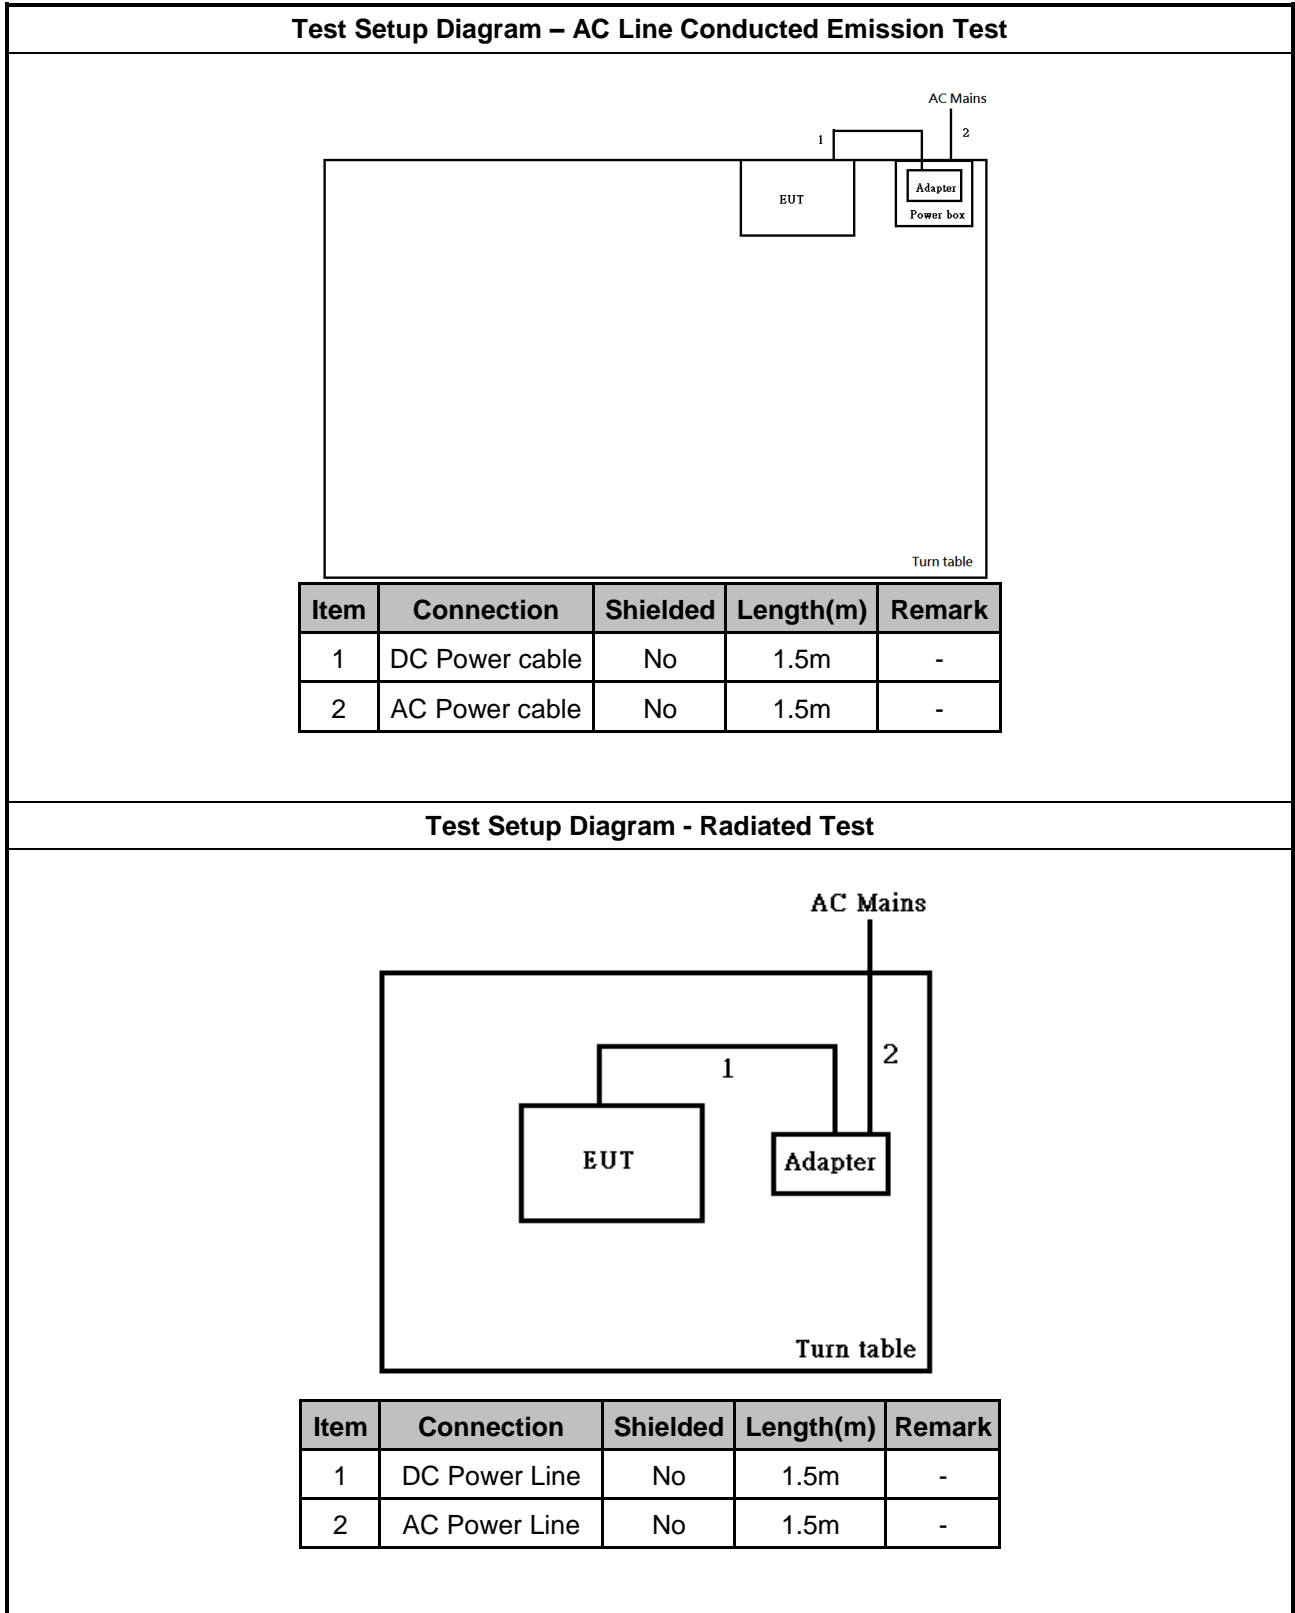 Test Setup Diagram – AC Line Conducted Emission Test
AC Mains
1
2
EUT
Adapter
Power box
Turn table
Item Connection Shielded Length(m) Remark
1 DC Power cable No 1.5m -
2 AC Power cable No 1.5m -
Test Setup Diagram - Radiated Test
AC Mains
1
2
EUT
Adapter
Turn table
Item Connection Shielded Length(m) Remark
1 DC Power Line No 1.5m -
2 AC Power Line No 1.5m -